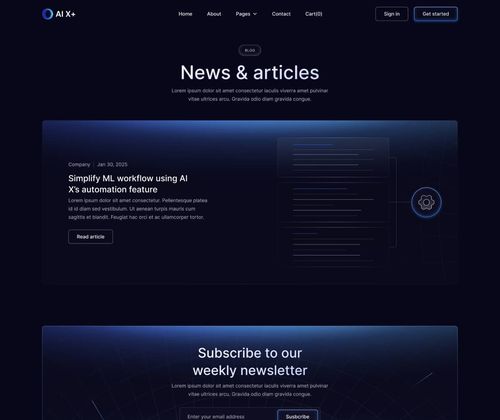 AI X+
Home
About
Pages
Contact
Cart(0)
Sign in
Get started
BLOG
News & articles
Lorem ipsum dolor sit amet consectetur iaculis viverra in pulvinar
vitae ultrices arcu. Gravida odio diam gravida congue.
Company
Jan 30, 2025
Simplify ML workflow using AI
X's automation feature
Lorem ipsum dolor sit amet consectetur. Pellentesque platea
id id diam sed vestibulum. Ut aenean turpis mauris cum
sagittis et blandit. Feugiat hac orci et ac ullamcorper tortor.
Read article
Subscribe to our
weekly newsletter
Lorem ipsum dolor sit amet consectetur iaculis viverra in pulvinar
vitae ultrices arcu. Gravida odio diam gravida congue.
Enter your email address
Susbcribe